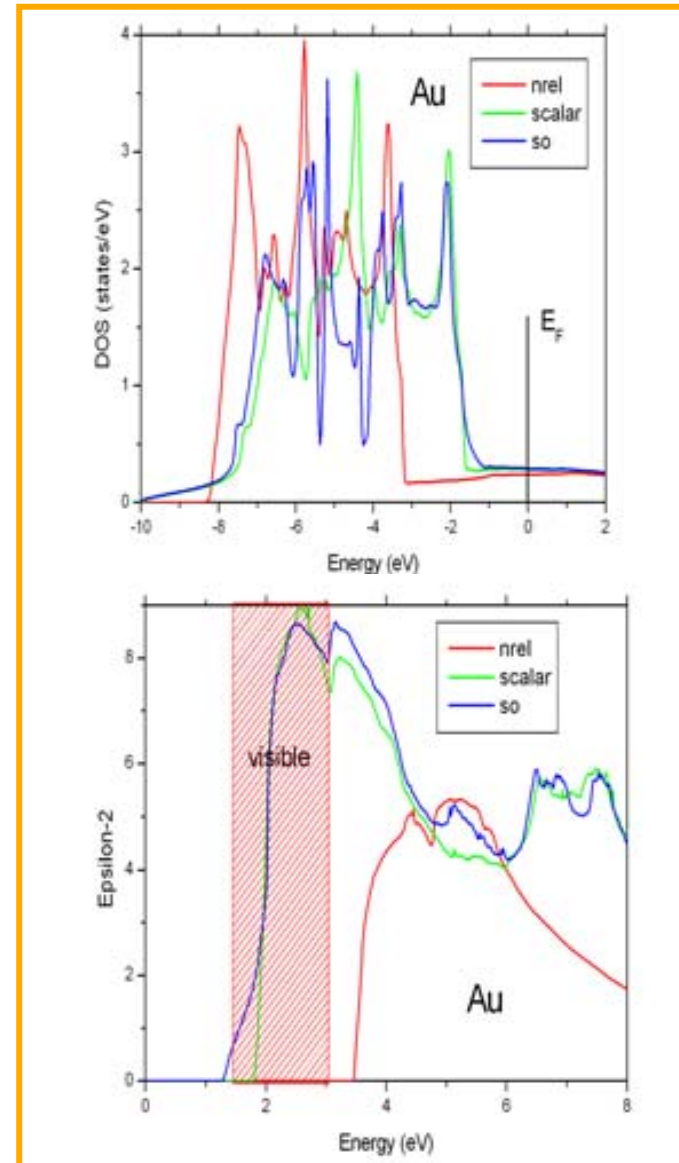 4
3
2
1
0
DOS (states/eV)
Au
nrel
scalar
so
E_F
-10
-8
-6
-4
-2
0
2
Energy (eV)
8
6
4
2
0
Epsilon-2
nrel
scalar
so
visible
Au
0
2
4
6
8
Energy (eV)